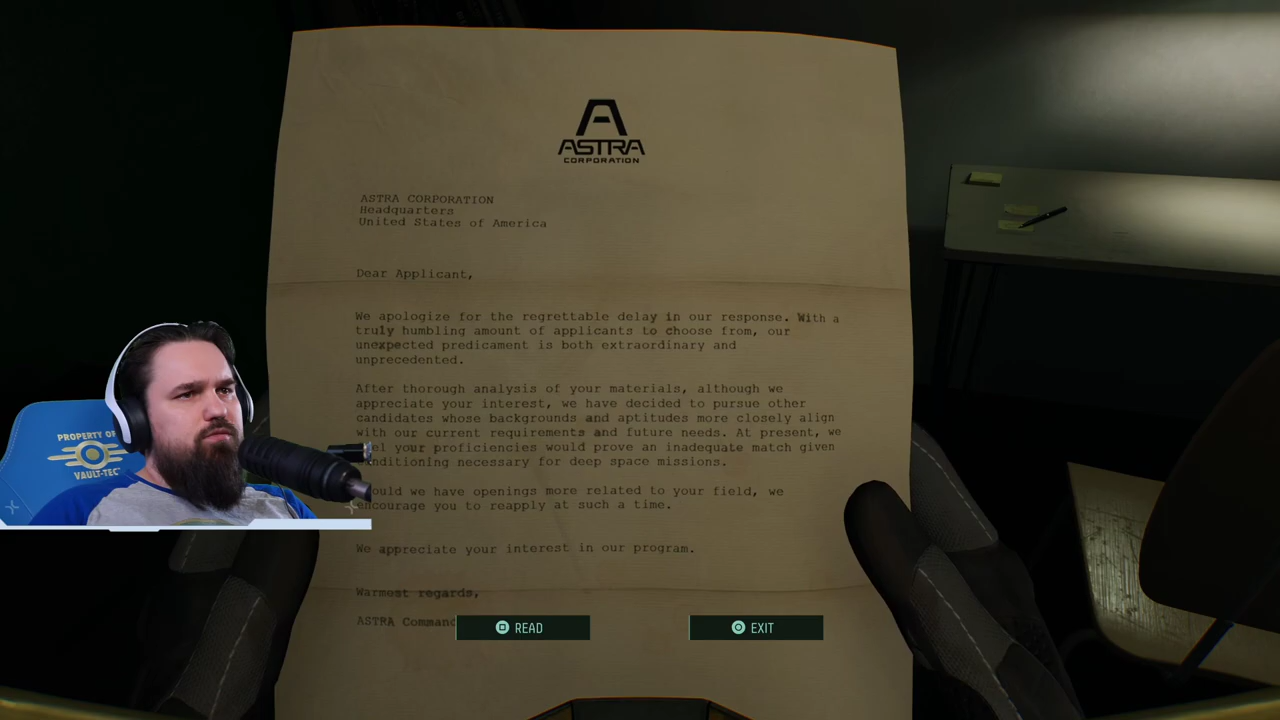 A
ASTRA
CORPORATION
ASTRA CORPORATION
Headquarters
United States of America
Dear Applicant,
We apologize for the regrettable delay in our response. With a
truly humbling amount of applicants to choose from, our
unexpected predicament is both extraordinary and
unprecedented.
After thorough analysis of your materials, although we
appreciate your interest, we have decided to pursue other
candidates whose backgrounds and aptitudes more closely align
with our current requirements and future needs. At present, we
your proficiencies would prove an inadequate match given
necessary for deep space missions.
we have openings more related to your field, we
encourage you to reapply at such a time.
We appreciate your interest in our program.
Warmest regards,
ASTRA
READ
EXIT
PROPERTY OF
VAULT-TEC